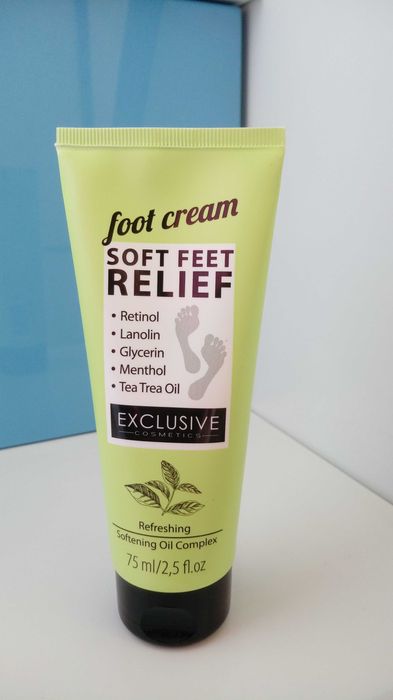 foot cream
SOFT FEET
RELIEF
• Retinol
• Lanolin
• Glycerin
• Menthol
• Tea Trea Oil
EXCLUSIVE
COSMETICS
Refreshing
Softening Oil Complex
75 ml/2,5 fl.oz